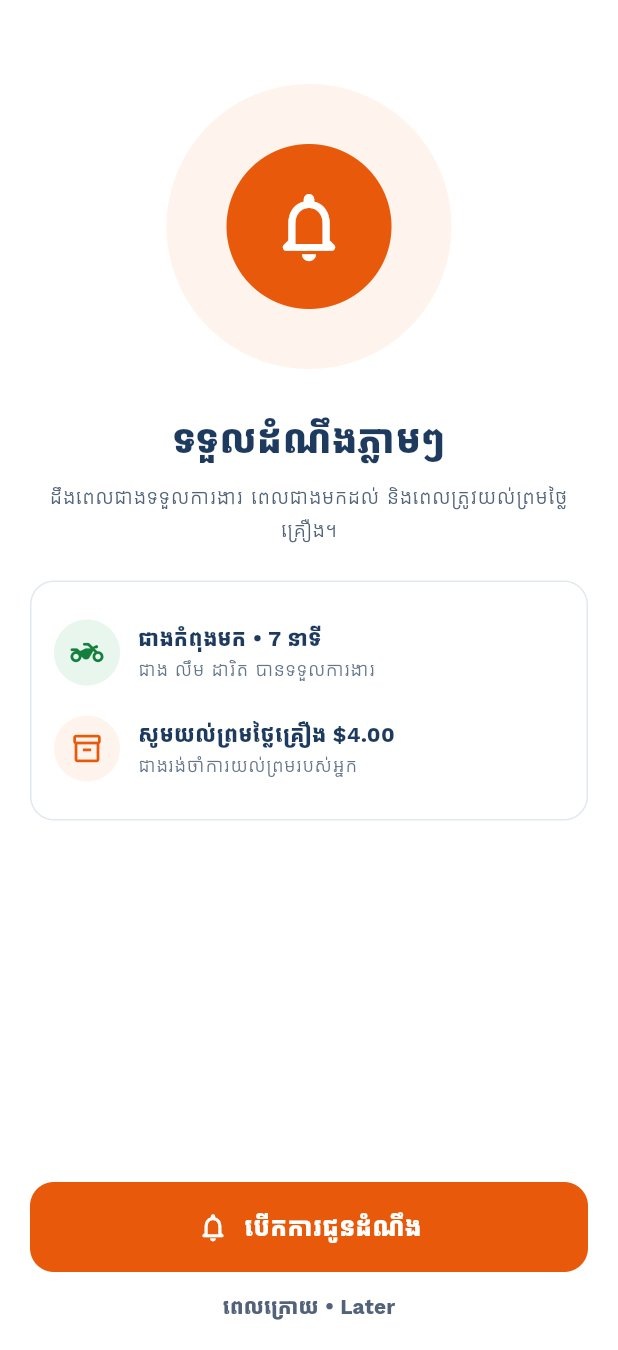 ទទួលដំណឹងភ្លាមៗ
ដឹងពេលជាងទទួលការងារ ពេលជាងមកដល់ និងពេលត្រូវយល់ព្រមថ្លៃ
គ្រឿង។
ជាងកំពុងមក • 7 នាទី
ជាង លឹម ដារិត បានទទួលការងារ
សូមយល់ព្រមថ្លៃគ្រឿង $4.00
ជាងរង់ចាំការយល់ព្រមរបស់អ្នក
បើកការជូនដំណឹង
ពេលក្រោយ • Later